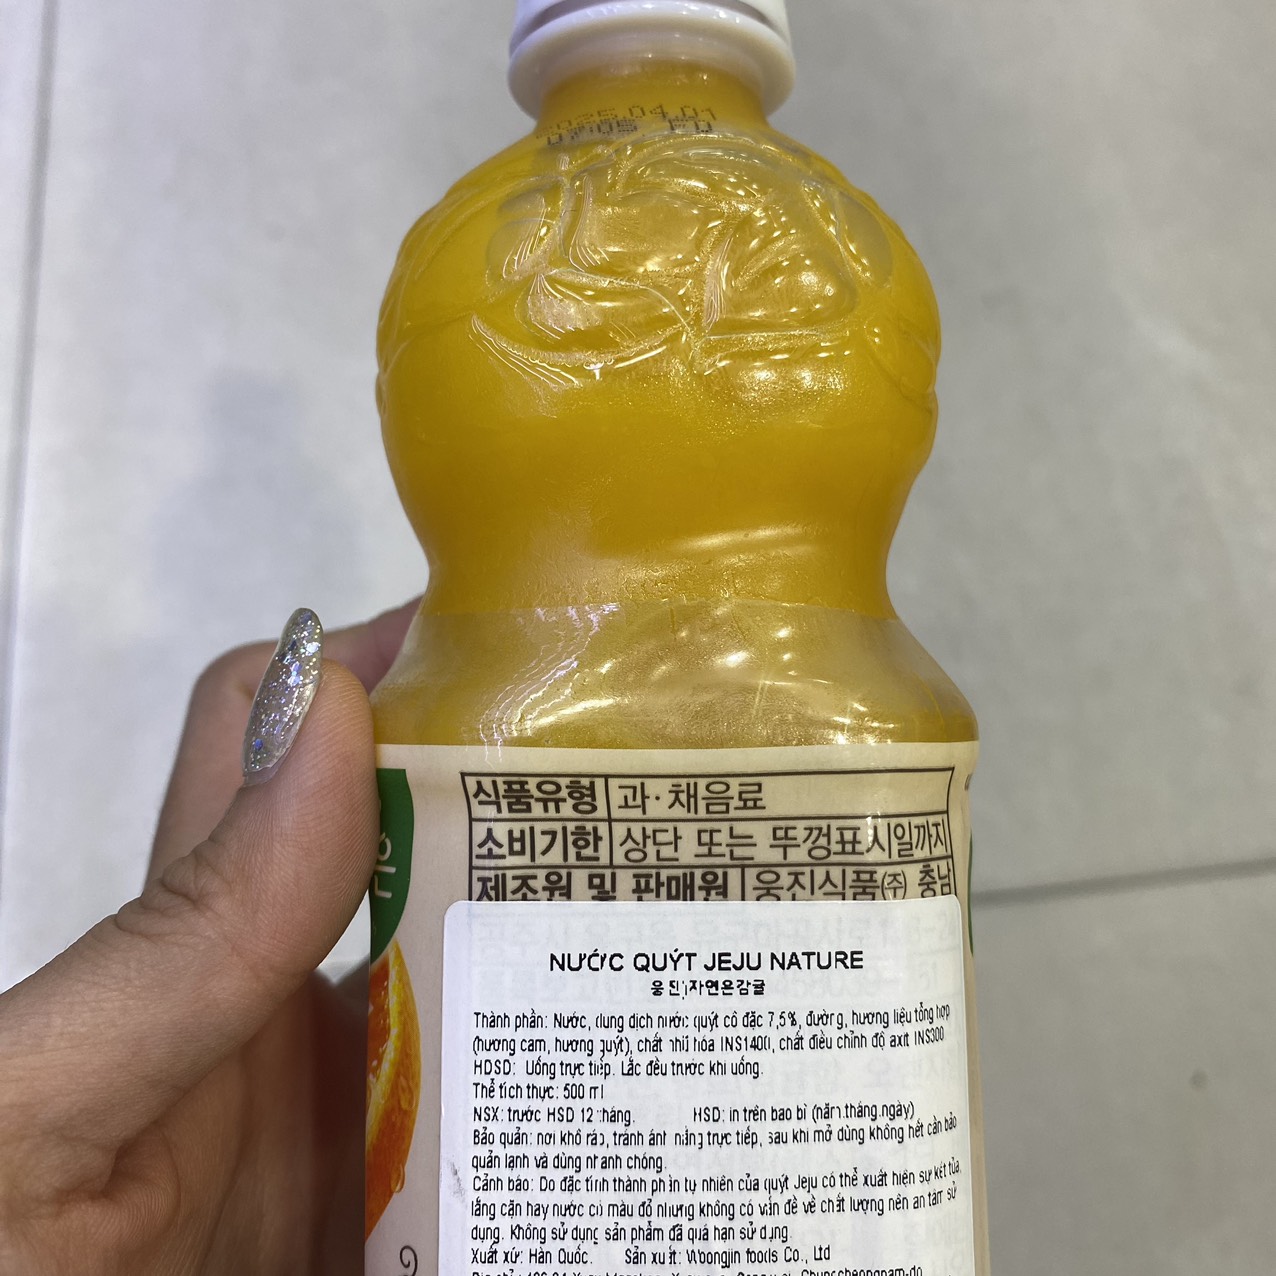 2025.04.01
07:05 FD
식품유형 과·채음료
소비기한 상단 또는 뚜껑표시일까지
제조원 및 판매원 웅진식품(주) 충남
은
NƯỚC QUÝT JEJU NATURE
웅진 자연은감귤
Thành phần: Nước, dung dịch nước quýt cô đặc 7,5%, đường, hương liệu tổng hợp
(hương cam, hương quýt), chất nhũ hóa INS1400, chất điều chỉnh độ axit INS300
HDSD: Uống trực tiếp. Lắc đều trước khi uống.
Thể tích thực: 500 ml
NSX: trước HSD 12 tháng. HSD: in trên bao bì (năm.tháng.ngày)
Bảo quản: nơi khô ráo, tránh ánh nắng trực tiếp, sau khi mở dùng không hết cần bảo
quản lạnh và dùng nhanh chóng.
Cảnh báo: Do đặc tính thành phần tự nhiên của quýt Jeju có thể xuất hiện sự kết tủa,
lắng cặn hay nước có màu đỏ nhưng không có vấn đề về chất lượng nên an tâm sử
dụng. Không sử dụng sản phẩm đã quá hạn sử dụng.
Xuất xứ: Hàn Quốc. Sản xuất: Woongjin foods Co., Ltd